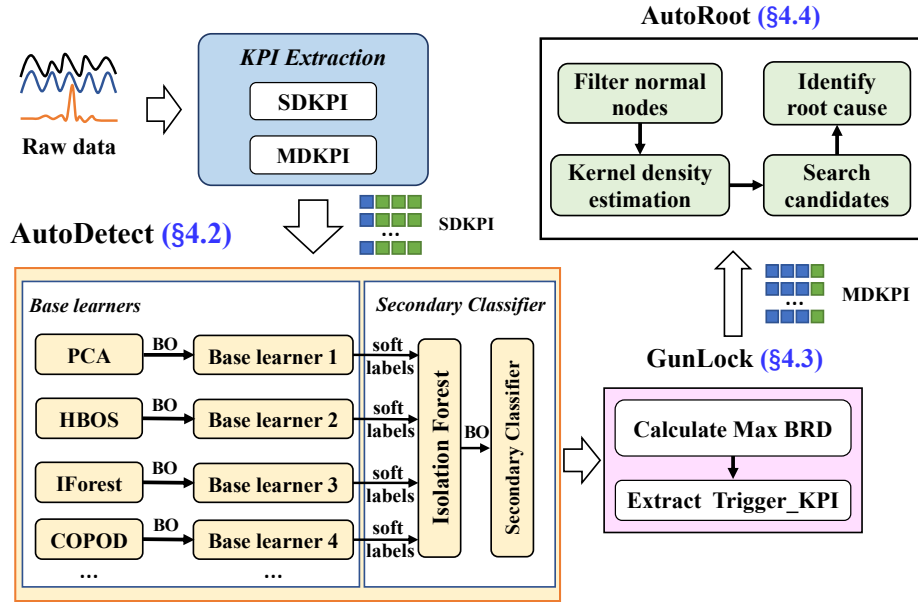 Raw data
KPI Extraction
SDKPI
MDKPI
SDKPI
...
AutoDetect (§4.2)
Base learners
PCA
BO
Base learner 1
soft
labels
HBOS
BO
Base learner 2
soft
labels
IForest
BO
Base learner 3
soft
labels
COPOD
BO
Base learner 4
soft
labels
...
...
Secondary Classifier
Isolation Forest
BO
Secondary Classifier
GunLock (§4.3)
Calculate Max BRD
Extract Trigger_KPI
MDKPI
...
AutoRoot (§4.4)
Filter normal
nodes
Kernel density
estimation
Search
candidates
Identify
root cause